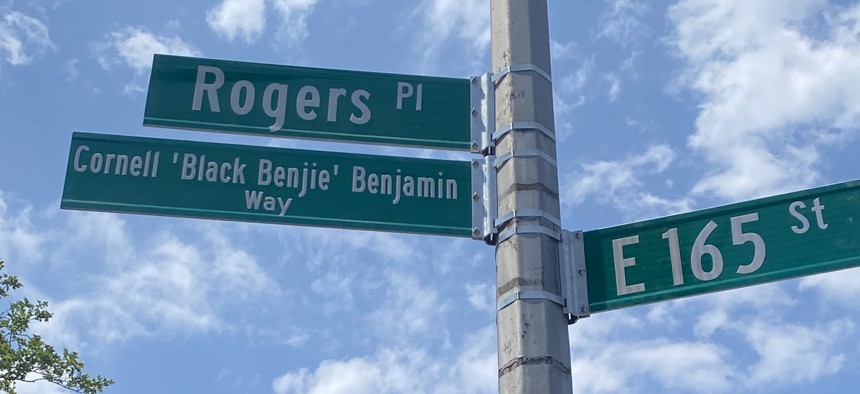 Rogers Pl
Cornell 'Black Benjie' Benjamin
Way
E 165 St